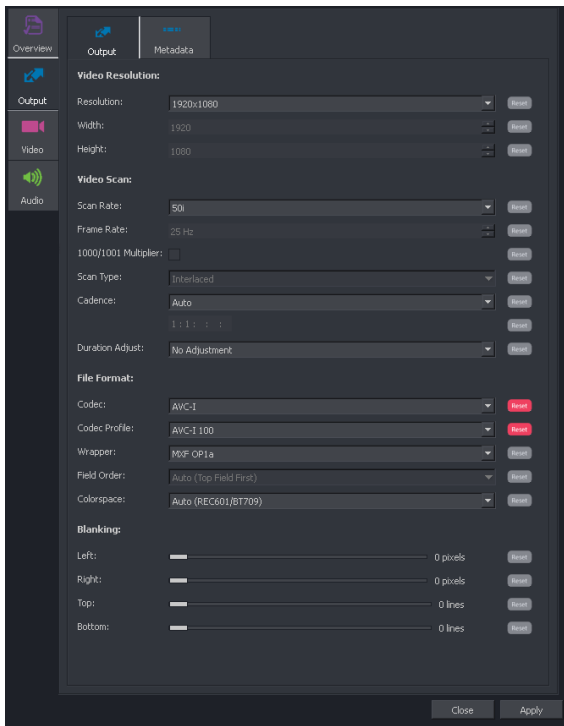 Overview
Output
Video
Audio
Output Metadata
Video Resolution:
Resolution: 1920x1080 Reset
Width: 1920 Reset
Height: 1080 Reset
Video Scan:
Scan Rate: 50i Reset
Frame Rate: 25 Hz Reset
1000/1001 Multiplier: Reset
Scan Type: Interlaced Reset
Cadence: Auto Reset
1:1: : : Reset
Duration Adjust: No Adjustment Reset
File Format:
Codec: AVC-I Reset
Codec Profile: AVC-I 100 Reset
Wrapper: MXF OP1a Reset
Field Order: Auto (Top Field First) Reset
Colorspace: Auto (REC601/BT709) Reset
Blanking:
Left: 0 pixels Reset
Right: 0 pixels Reset
Top: 0 lines Reset
Bottom: 0 lines Reset
Close Apply